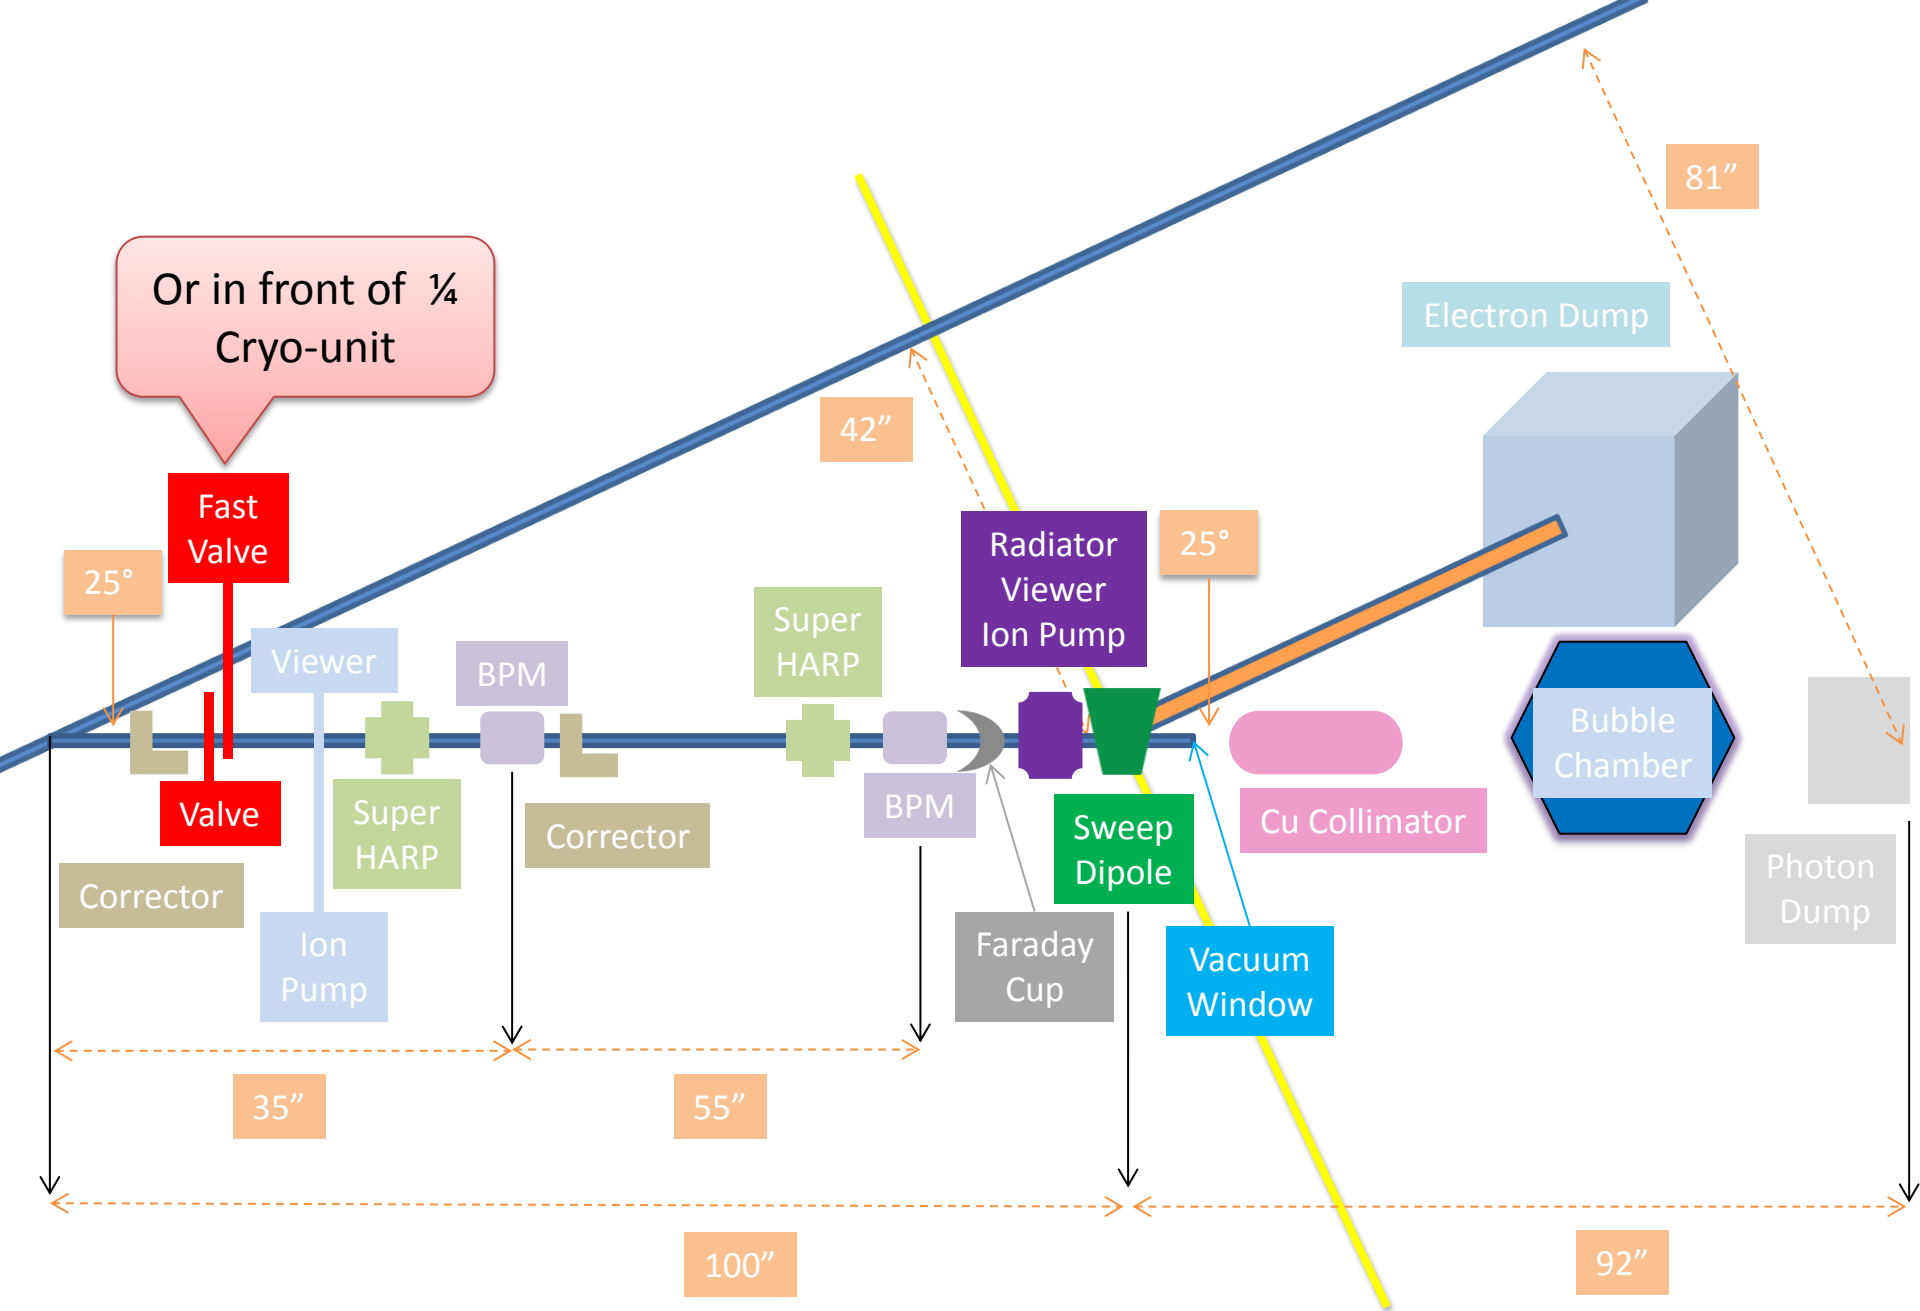 81”
Or in front of ¼
Cryo-unit
Electron Dump
42”
Fast
Valve
25°
Radiator
Viewer
Ion Pump
25°
Super
HARP
Viewer
BPM
Bubble
Chamber
Valve
Super
HARP
Corrector
BPM
Sweep
Dipole
Cu Collimator
Corrector
Photon
Dump
Ion
Pump
Faraday
Cup
Vacuum
Window
35”
55”
100”
92”